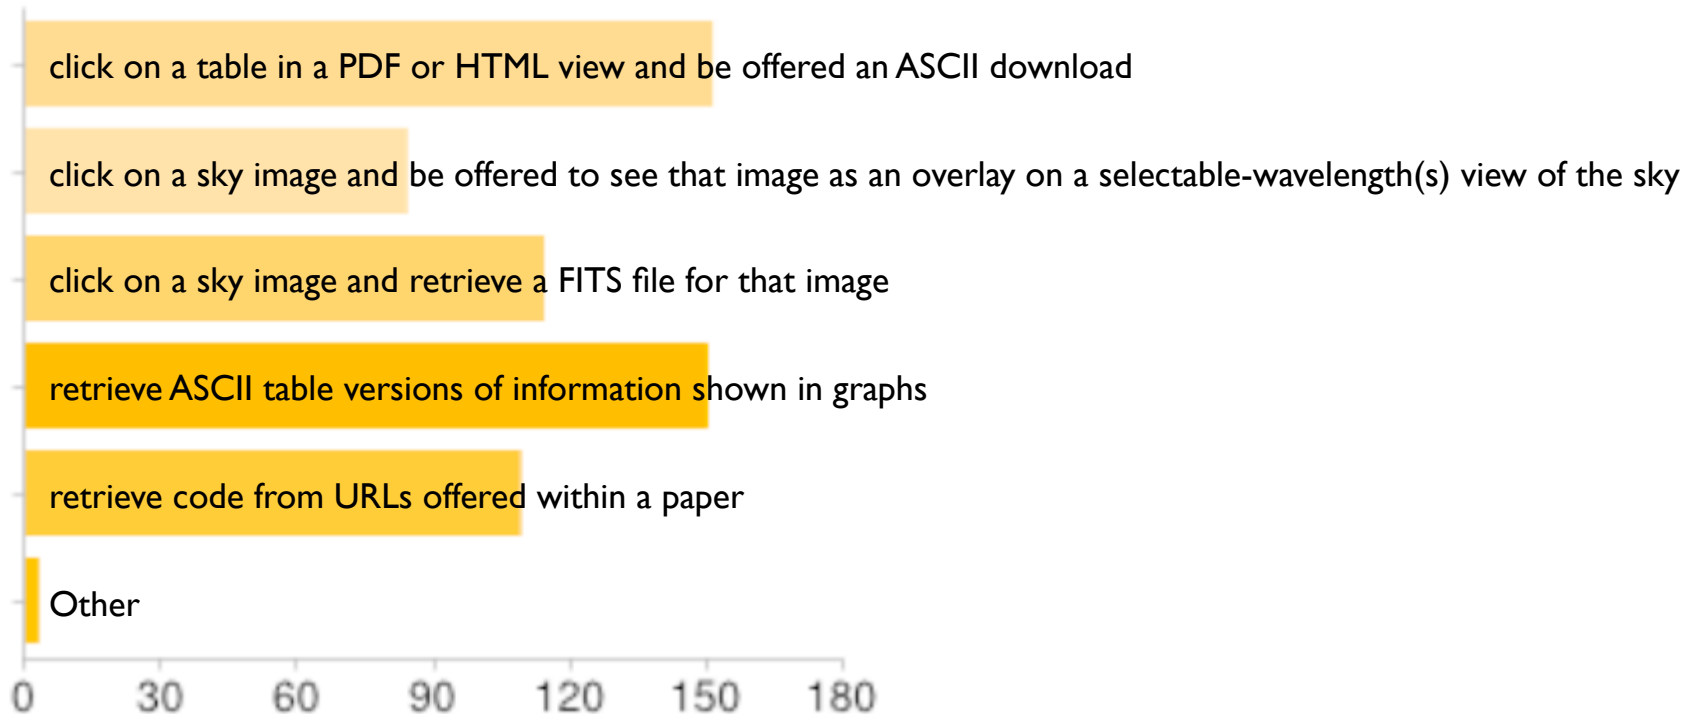 click on a table in a PDF or HTML view and be offered an ASCII download
click on a sky image and be offered to see that image as an overlay on a selectable-wavelength(s) view of the sky
click on a sky image and retrieve a FITS file for that image
retrieve ASCII table versions of information shown in graphs
retrieve code from URLs offered within a paper
Other
0 30 60 90 120 150 180